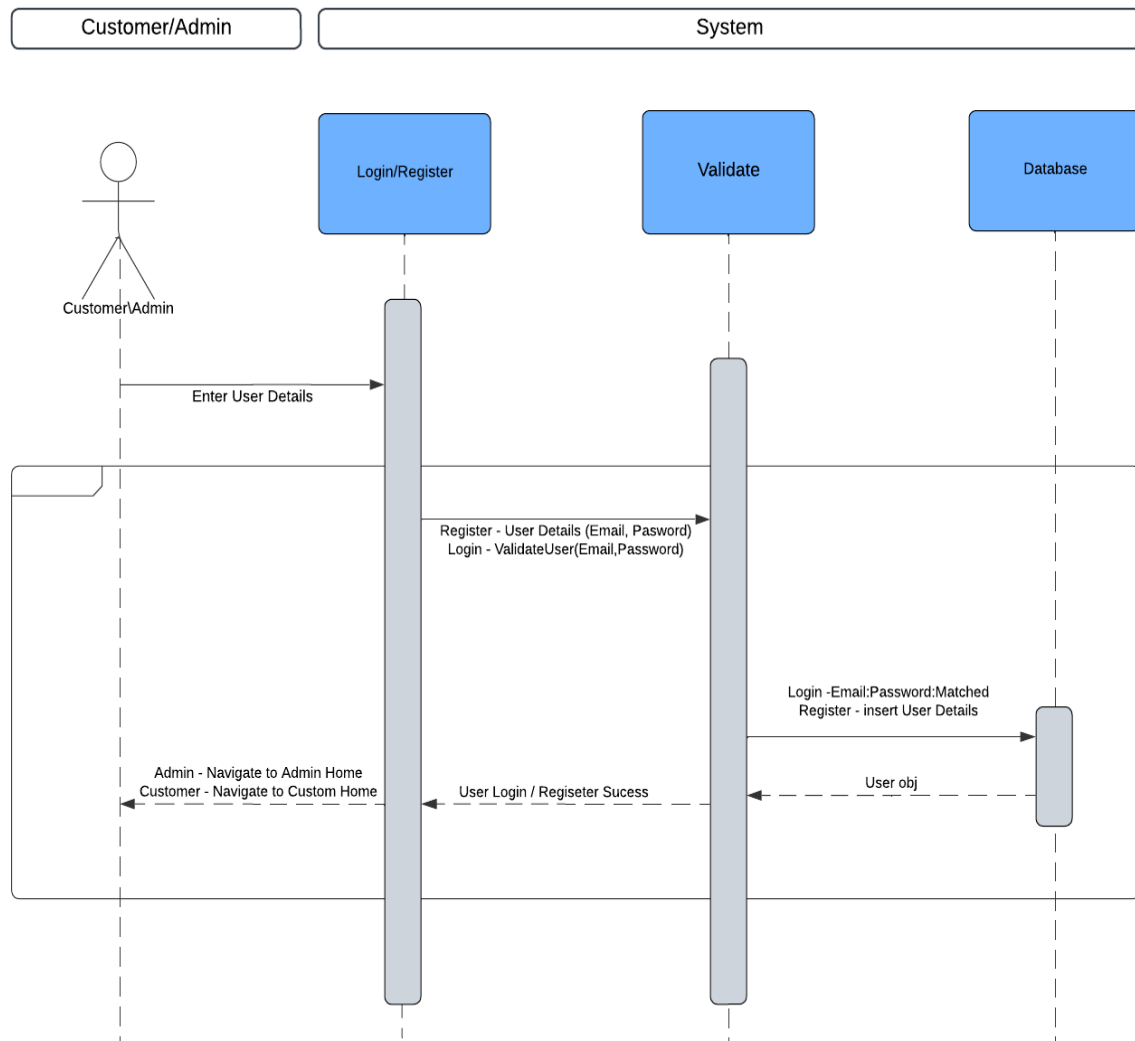 Customer/Admin
System
Login/Register
Validate
Database
Customer\Admin
Enter User Details
Register - User Details (Email, Pasword)
Login - ValidateUser(Email,Password)
Login -Email:Password:Matched
Register - insert User Details
Admin - Navigate to Admin Home
Customer - Navigate to Custom Home
User Login / Regiseter Sucess
User obj